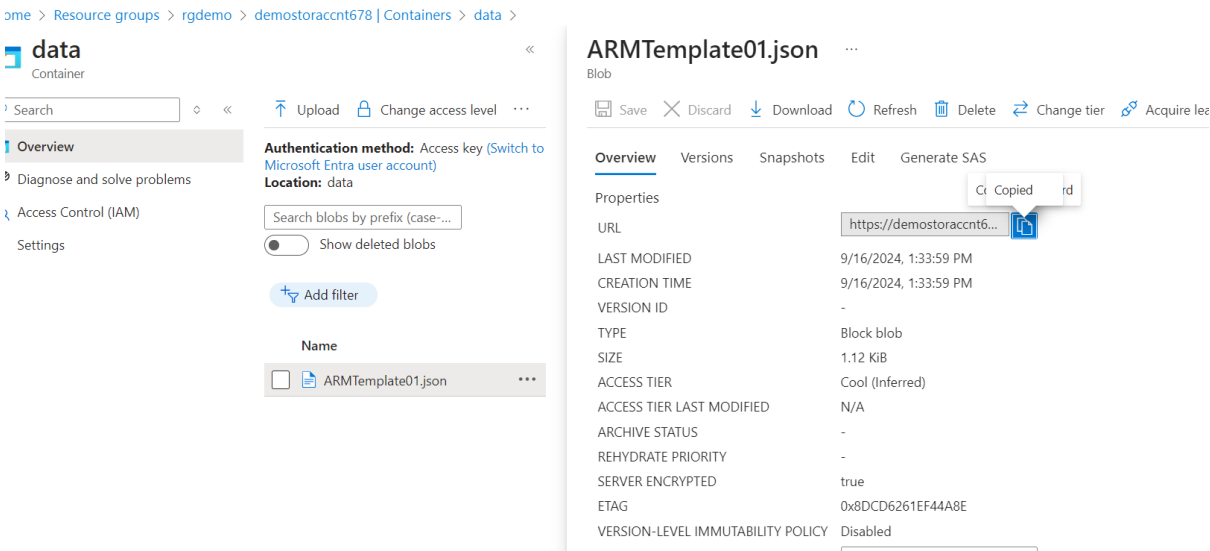 ome > Resource groups > rgdemo > demostoraccnt678 | Containers > data >
data
Container
«
Search
«
Overview
Diagnose and solve problems
Access Control (IAM)
Settings
Upload Change access level ...
Authentication method: Access key (Switch to
Microsoft Entra user account)
Location: data
Search blobs by prefix (case-...
Show deleted blobs
Add filter
Name
ARMTemplate01.json ...
ARMTemplate01.json ...
Blob
Save Discard Download Refresh Delete Change tier Acquire lea
Overview Versions Snapshots Edit Generate SAS
Copied
Properties
URL https://demostoraccnt6...
LAST MODIFIED 9/16/2024, 1:33:59 PM
CREATION TIME 9/16/2024, 1:33:59 PM
VERSION ID -
TYPE Block blob
SIZE 1.12 KiB
ACCESS TIER Cool (Inferred)
ACCESS TIER LAST MODIFIED N/A
ARCHIVE STATUS -
REHYDRATE PRIORITY -
SERVER ENCRYPTED true
ETAG 0x8DCD6261EF44A8E
VERSION-LEVEL IMMUTABILITY POLICY Disabled